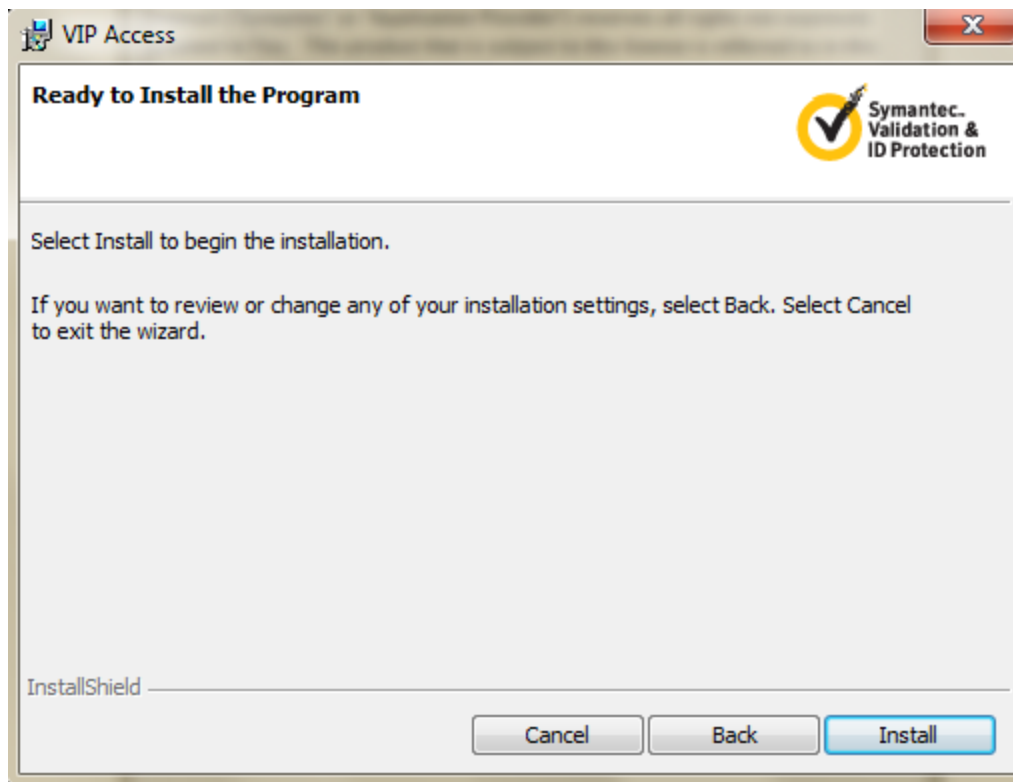 VIP Access
Ready to Install the Program
Symantec™
Validation &
ID Protection
Select Install to begin the installation.
If you want to review or change any of your installation settings, select Back. Select Cancel
to exit the wizard.
InstallShield
Cancel Back Install